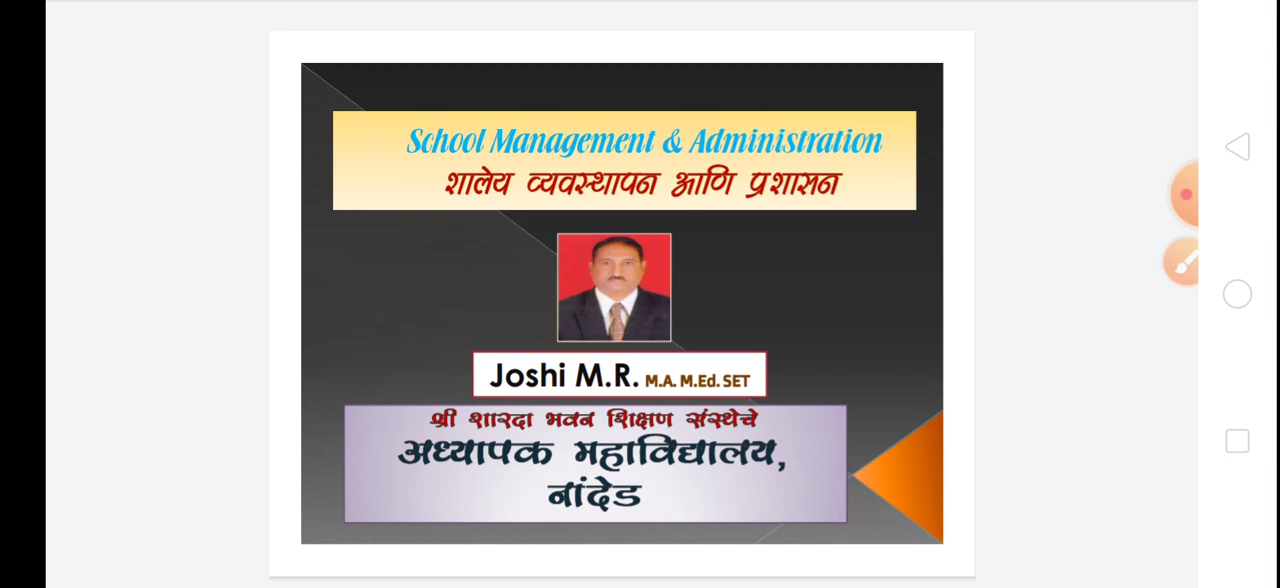 School Management & Administration
शालेय व्यवस्थापन आणि प्रशासन
Joshi M.R. M.A. M.Ed. SET
श्री शारदा भवन शिक्षण संस्थेचे
अध्यापक महाविद्यालय,
नांदेड